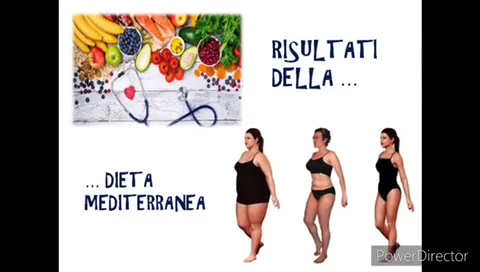 RISULTATI
DELLA ...
... DIETA
MEDITERRANEA
PowerDirector